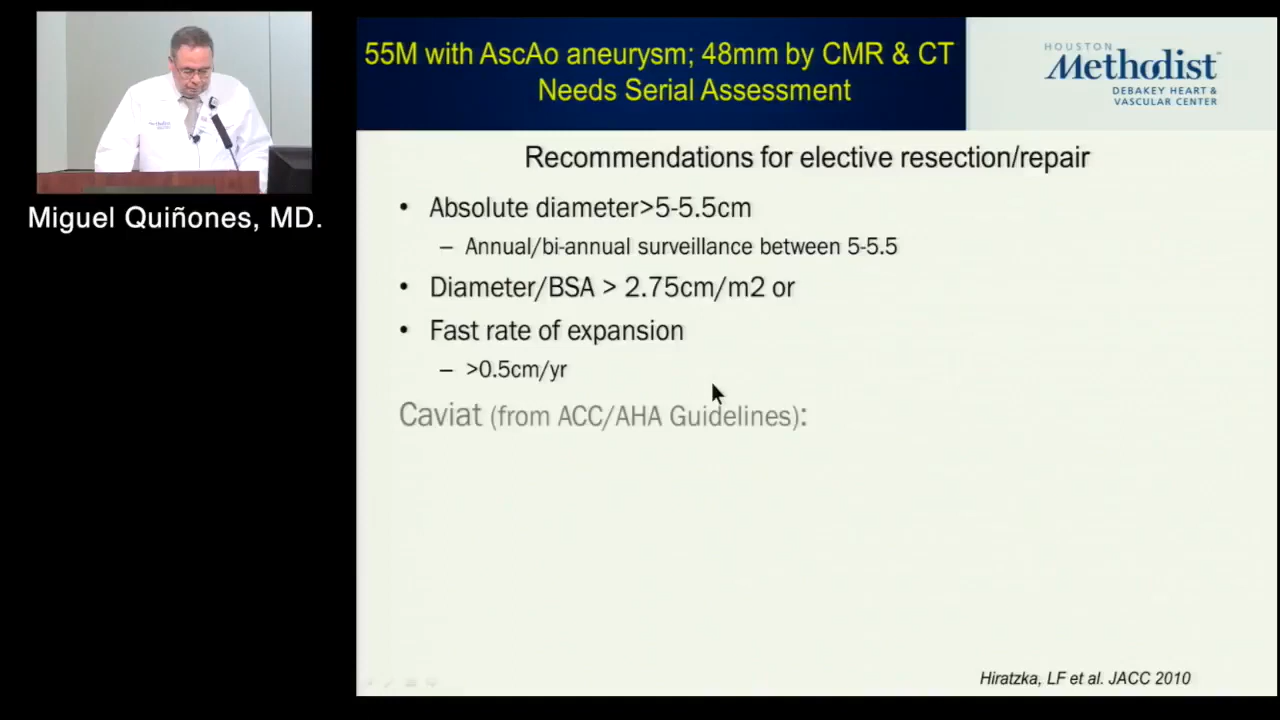 55M with AscAo aneurysm; 48mm by CMR & CT
Needs Serial Assessment
HOUSTON
Methodist
DEBAKEY HEART &
VASCULAR CENTER
Miguel Quiñones, MD.
Recommendations for elective resection/repair
• Absolute diameter>5-5.5cm
– Annual/bi-annual surveillance between 5-5.5
• Diameter/BSA > 2.75cm/m2 or
• Fast rate of expansion
– >0.5cm/yr
Caviat (from ACC/AHA Guidelines):
Hiratzka, LF et al. JACC 2010